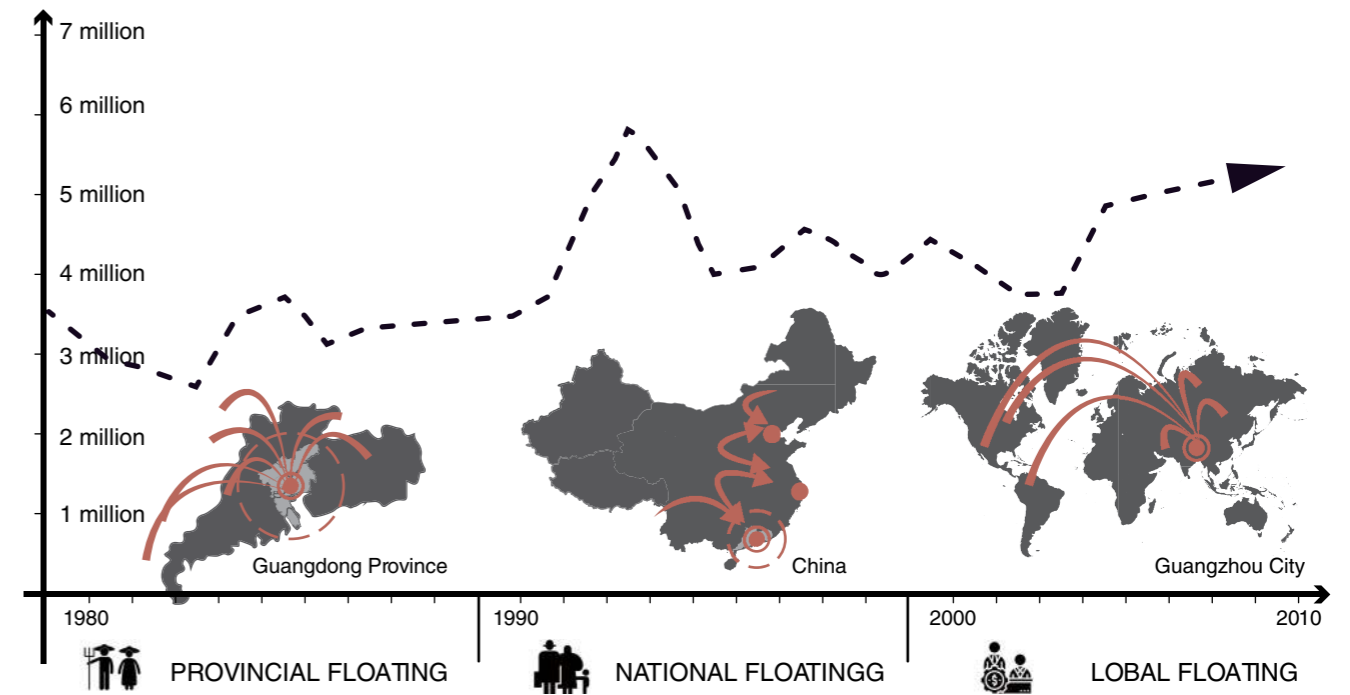 7 million
6 million
5 million
4 million
3 million
2 million
1 million
Guangdong Province
China
Guangzhou City
1980
1990
2000
2010
PROVINCIAL FLOATING
NATIONAL FLOATINGG
LOBAL FLOATING